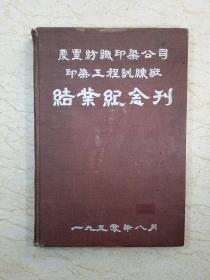 農墾紡織印染公司
印染工程訓練班
結業紀念刊
一九五零年八月